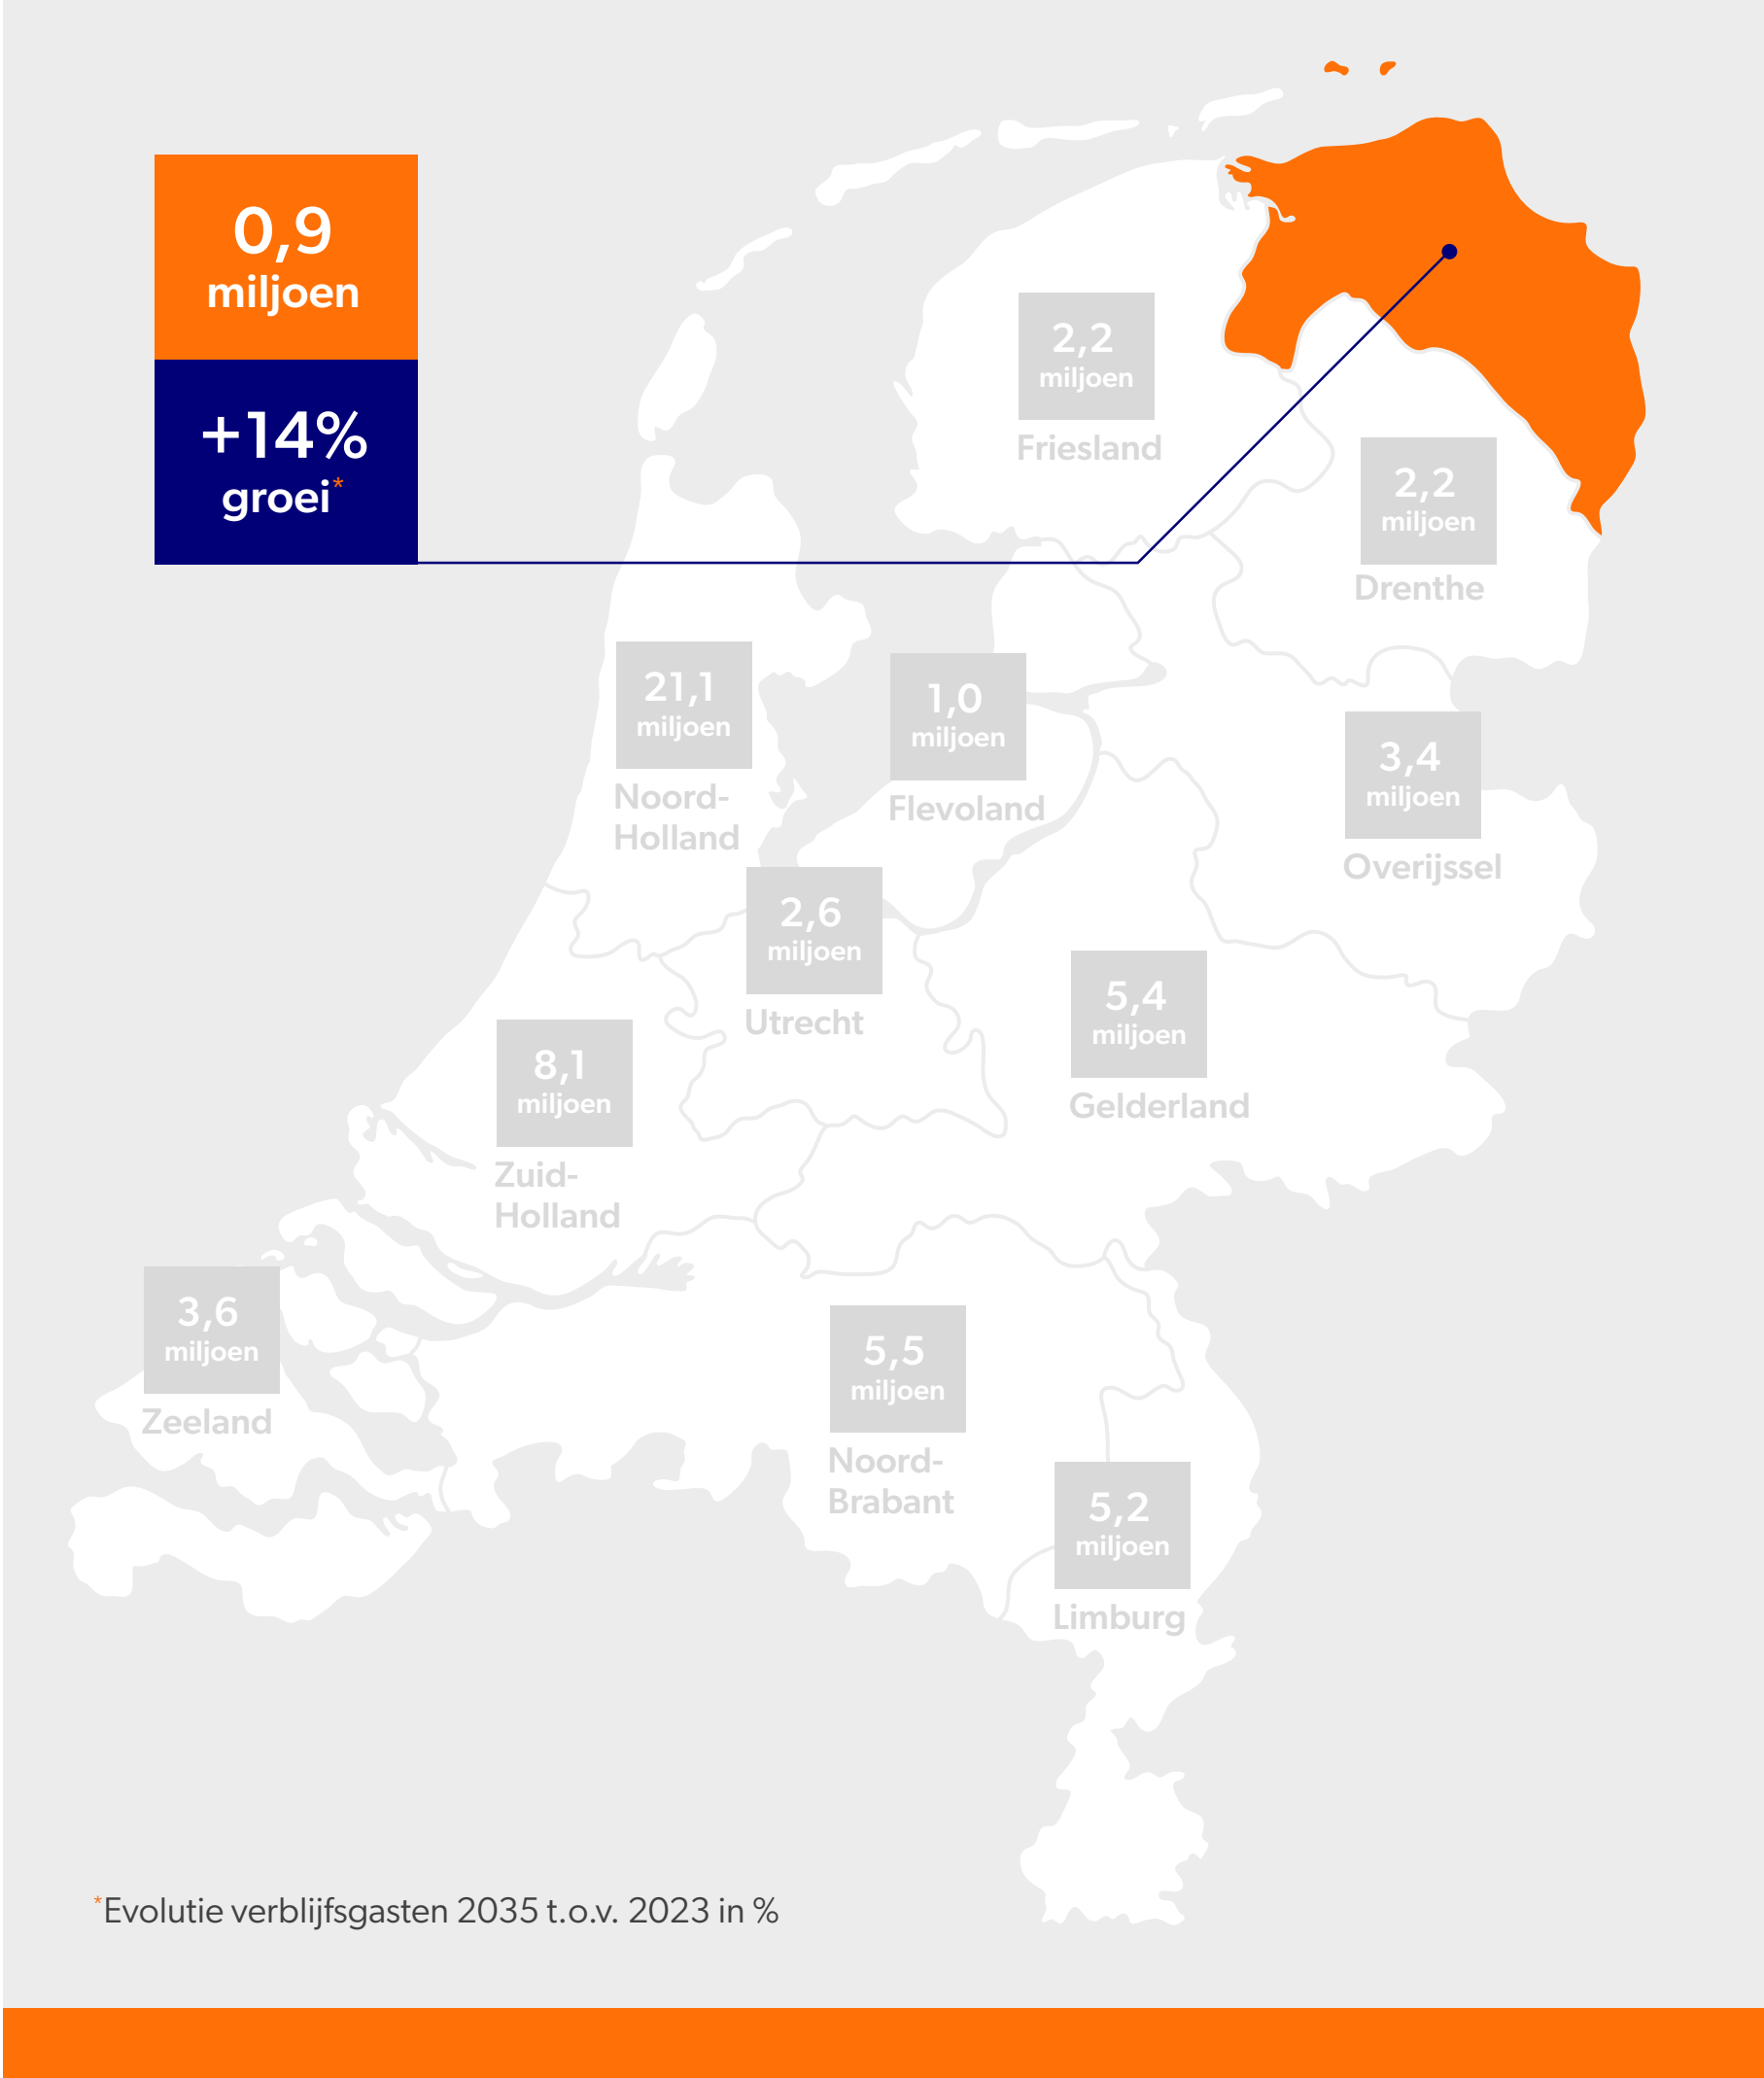 0,9
miljoen
+14%
groei*
2,2
miljoen
Friesland
2,2
miljoen
Drenthe
21,1
miljoen
Noord-
Holland
1,0
miljoen
Flevoland
3,4
miljoen
Overijssel
2,6
miljoen
Utrecht
5,4
miljoen
Gelderland
8,1
miljoen
Zuid-
Holland
3,6
miljoen
Zeeland
5,5
miljoen
Noord-
Brabant
5,2
miljoen
Limburg
*Evolutie verblijfsgasten 2035 t.o.v. 2023 in %